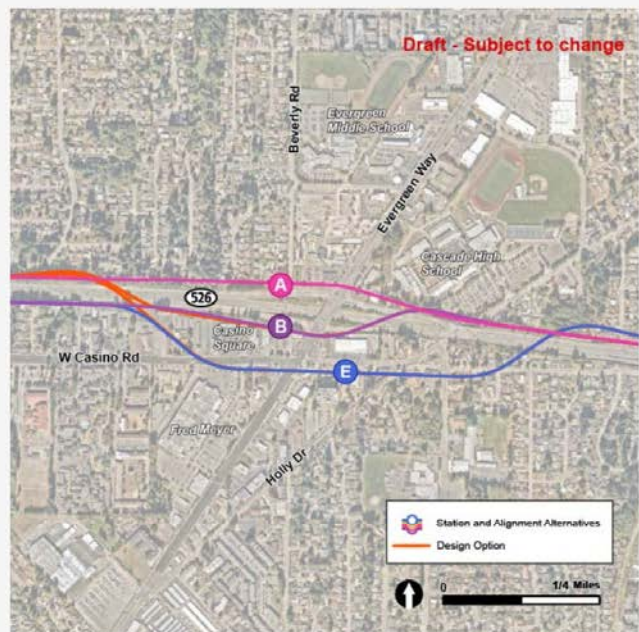 Draft - Subject to change
Beverly Rd
Evergreen
Middle School
Evergreen Way
Cascade High
School
A
526
B
Casino
Square
W Casino Rd
E
Fred Meyer
Holly Dr
Station and Alignment Alternatives
Design Option
0
1/4 Miles